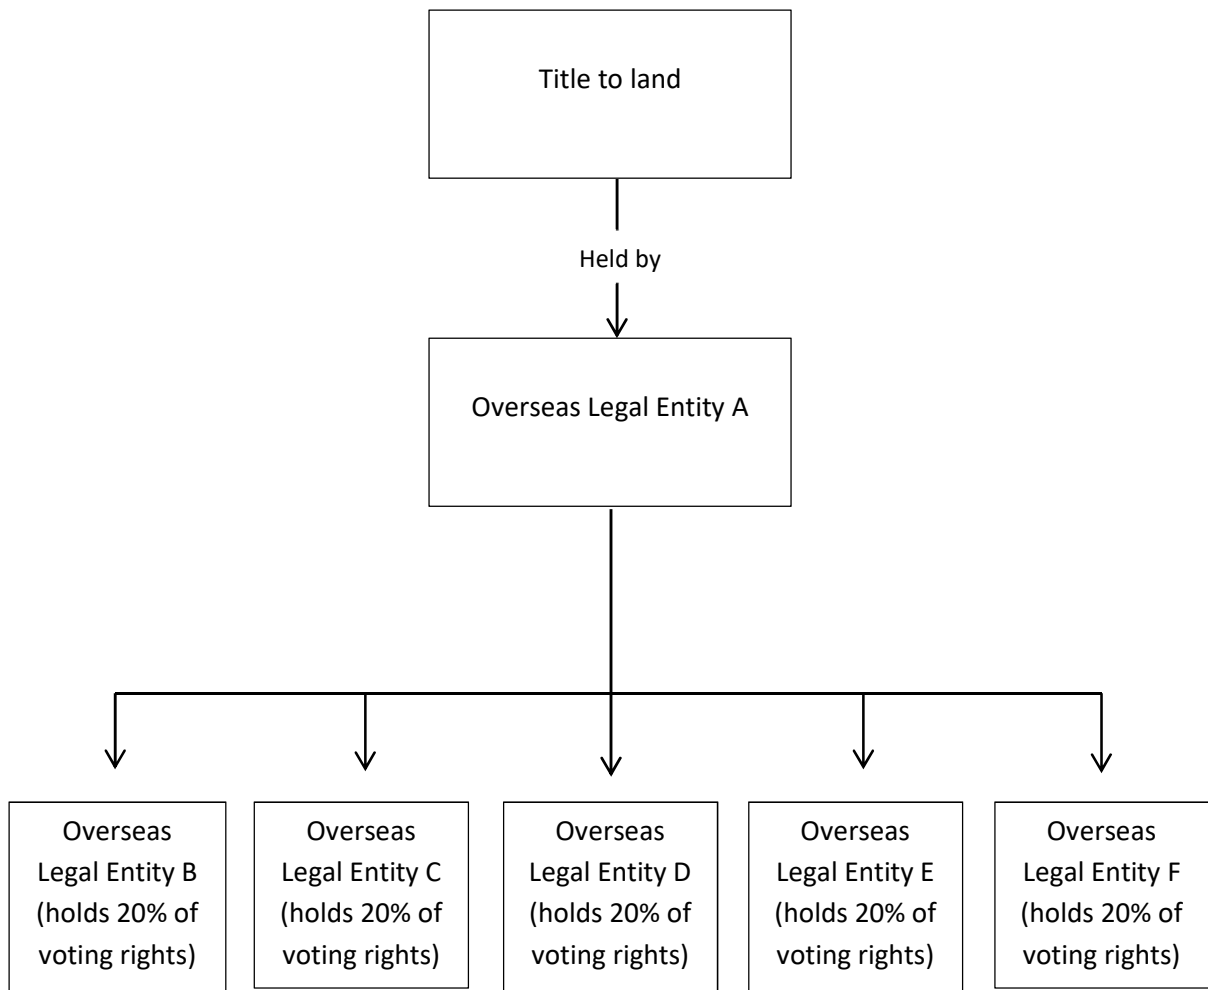 Title to land
Held by
Overseas Legal Entity A
Overseas
Legal Entity B
(holds 20% of
voting rights)
Overseas
Legal Entity C
(holds 20% of
voting rights)
Overseas
Legal Entity D
(holds 20% of
voting rights)
Overseas
Legal Entity E
(holds 20% of
voting rights)
Overseas
Legal Entity F
(holds 20% of
voting rights)